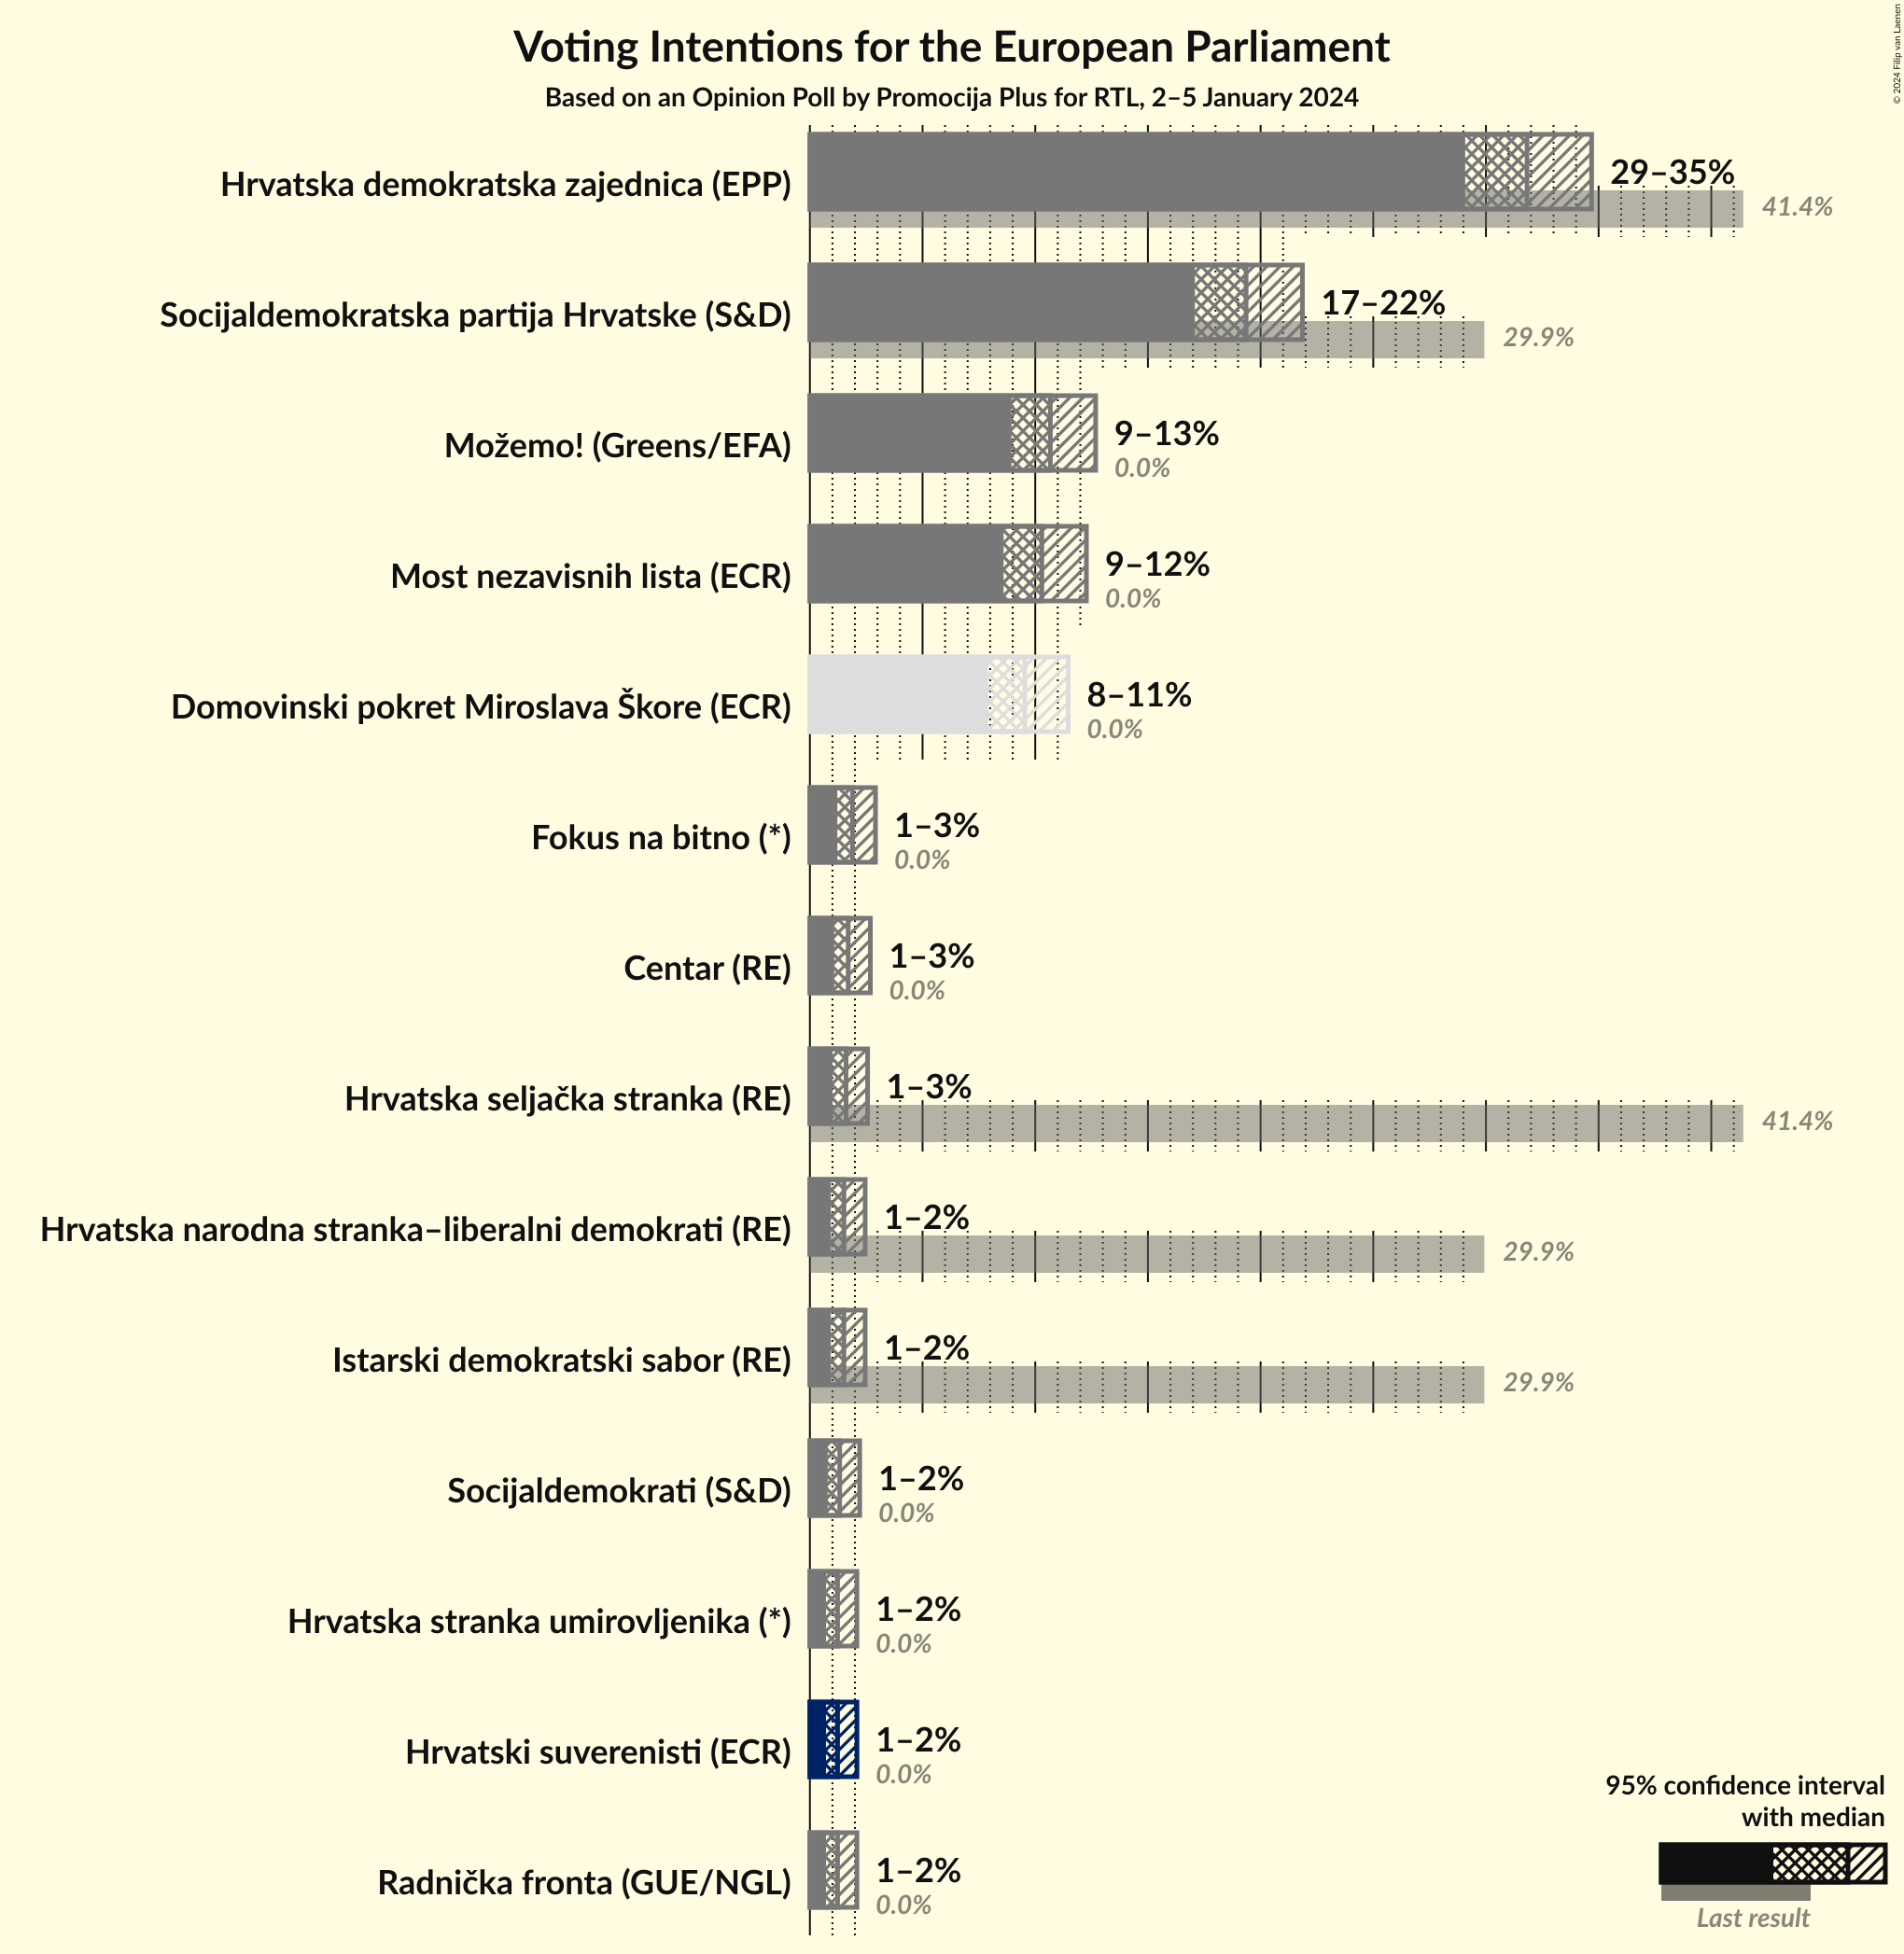 Voting Intentions for the European Parliament
Based on an Opinion Poll by Promocija Plus for RTL, 2–5 January 2024
© 2024 Filip van Laenen
Hrvatska demokratska zajednica (EPP)
29–35%
41.4%
Socijaldemokratska partija Hrvatske (S&D)
17–22%
29.9%
Možemo! (Greens/EFA)
9–13%
0.0%
Most nezavisnih lista (ECR)
9–12%
0.0%
Domovinski pokret Miroslava Škore (ECR)
8–11%
0.0%
Fokus na bitno (*)
1–3%
0.0%
Centar (RE)
1–3%
0.0%
Hrvatska seljačka stranka (RE)
1–3%
41.4%
Hrvatska narodna stranka–liberalni demokrati (RE)
1–2%
29.9%
Istarski demokratski sabor (RE)
1–2%
29.9%
Socijaldemokrati (S&D)
1–2%
0.0%
Hrvatska stranka umirovljenika (*)
1–2%
0.0%
Hrvatski suverenisti (ECR)
1–2%
0.0%
Radnička fronta (GUE/NGL)
1–2%
0.0%
95% confidence interval
with median
Last result